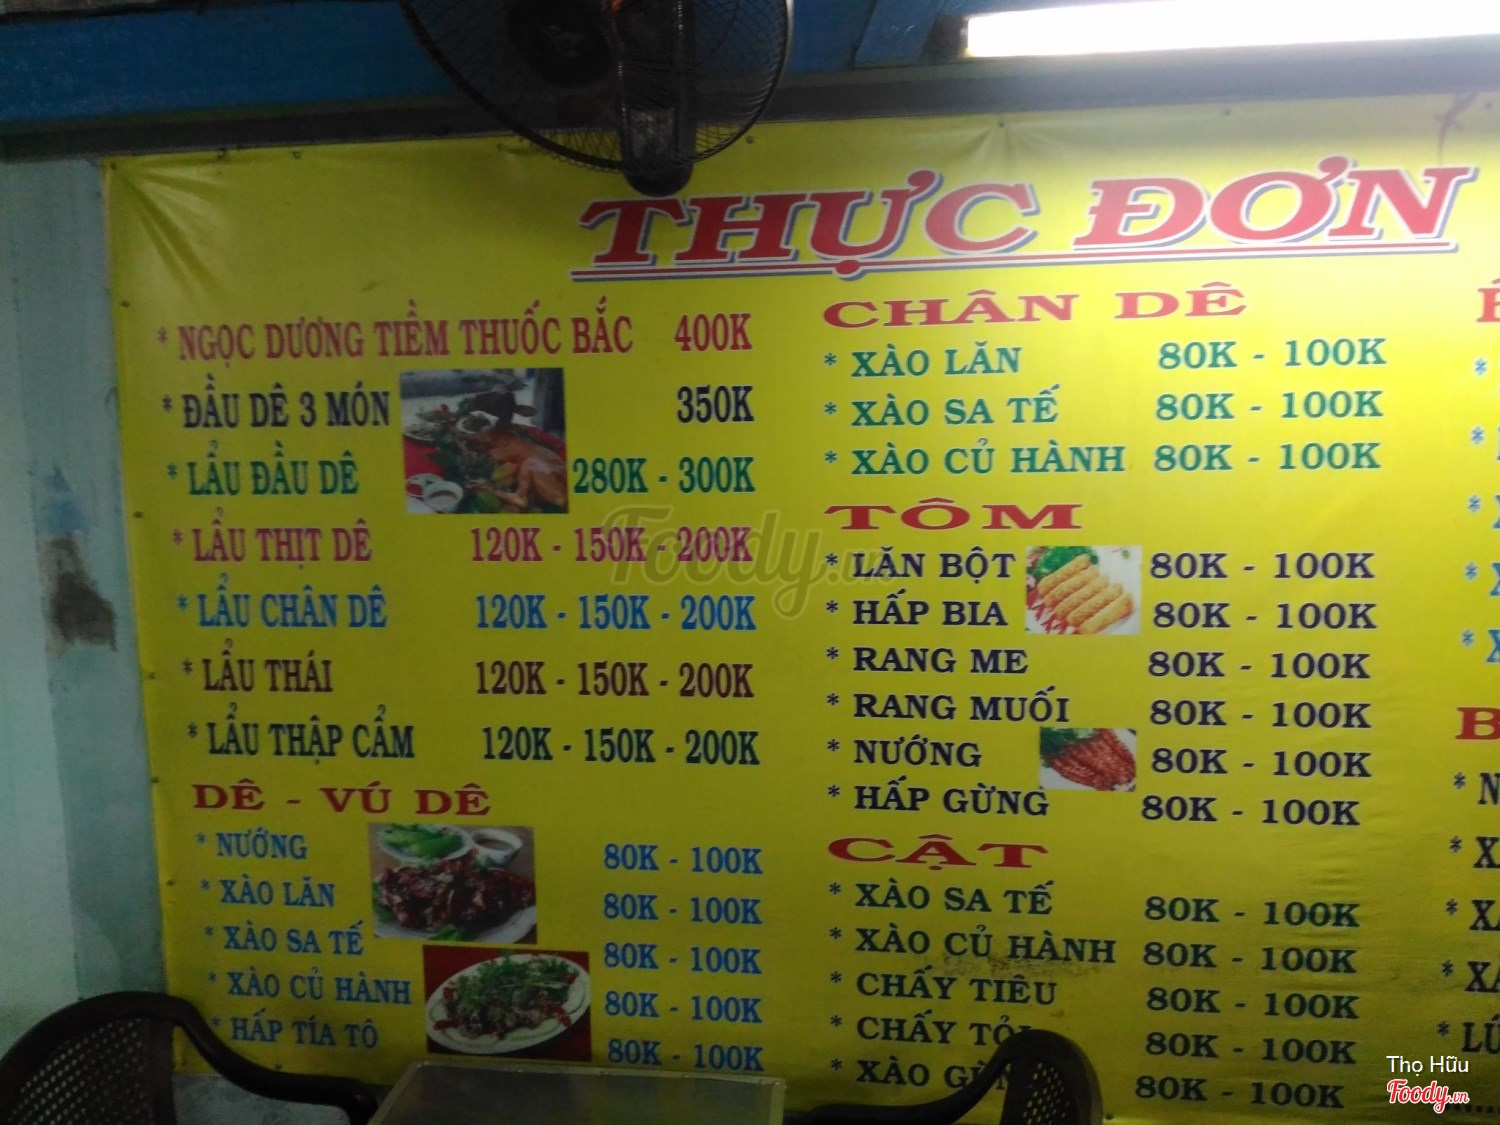 THỰC ĐƠN
* NGỌC DƯƠNG TIỀM THUỐC BẮC 400K
* ĐẦU DÊ 3 MÓN 350K
* LẨU ĐẦU DÊ 280K - 300K
* LẨU THỊT DÊ 120K - 150K - 200K
* LẨU CHÂN DÊ 120K - 150K - 200K
* LẨU THÁI 120K - 150K - 200K
* LẨU THẬP CẨM 120K - 150K - 200K
DÊ - VÚ DÊ
* NƯỚNG 80K - 100K
* XÀO LĂN 80K - 100K
* XÀO SA TẾ 80K - 100K
* XÀO CỦ HÀNH 80K - 100K
* HẤP TÍA TÔ 80K - 100K
CHÂN DÊ
* XÀO LĂN 80K - 100K
* XÀO SA TẾ 80K - 100K
* XÀO CỦ HÀNH 80K - 100K
TÔM
* LĂN BỘT 80K - 100K
* HẤP BIA 80K - 100K
* RANG ME 80K - 100K
* RANG MUỐI 80K - 100K
* NƯỚNG 80K - 100K
* HẤP GỪNG 80K - 100K
CẬT
* XÀO SA TẾ 80K - 100K
* XÀO CỦ HÀNH 80K - 100K
* CHẤY TIÊU 80K - 100K
* CHẤY TỎI 80K - 100K
* XÀO GỪNG 80K - 100K
Foody.vn
Thọ Hữu
Foody.vn